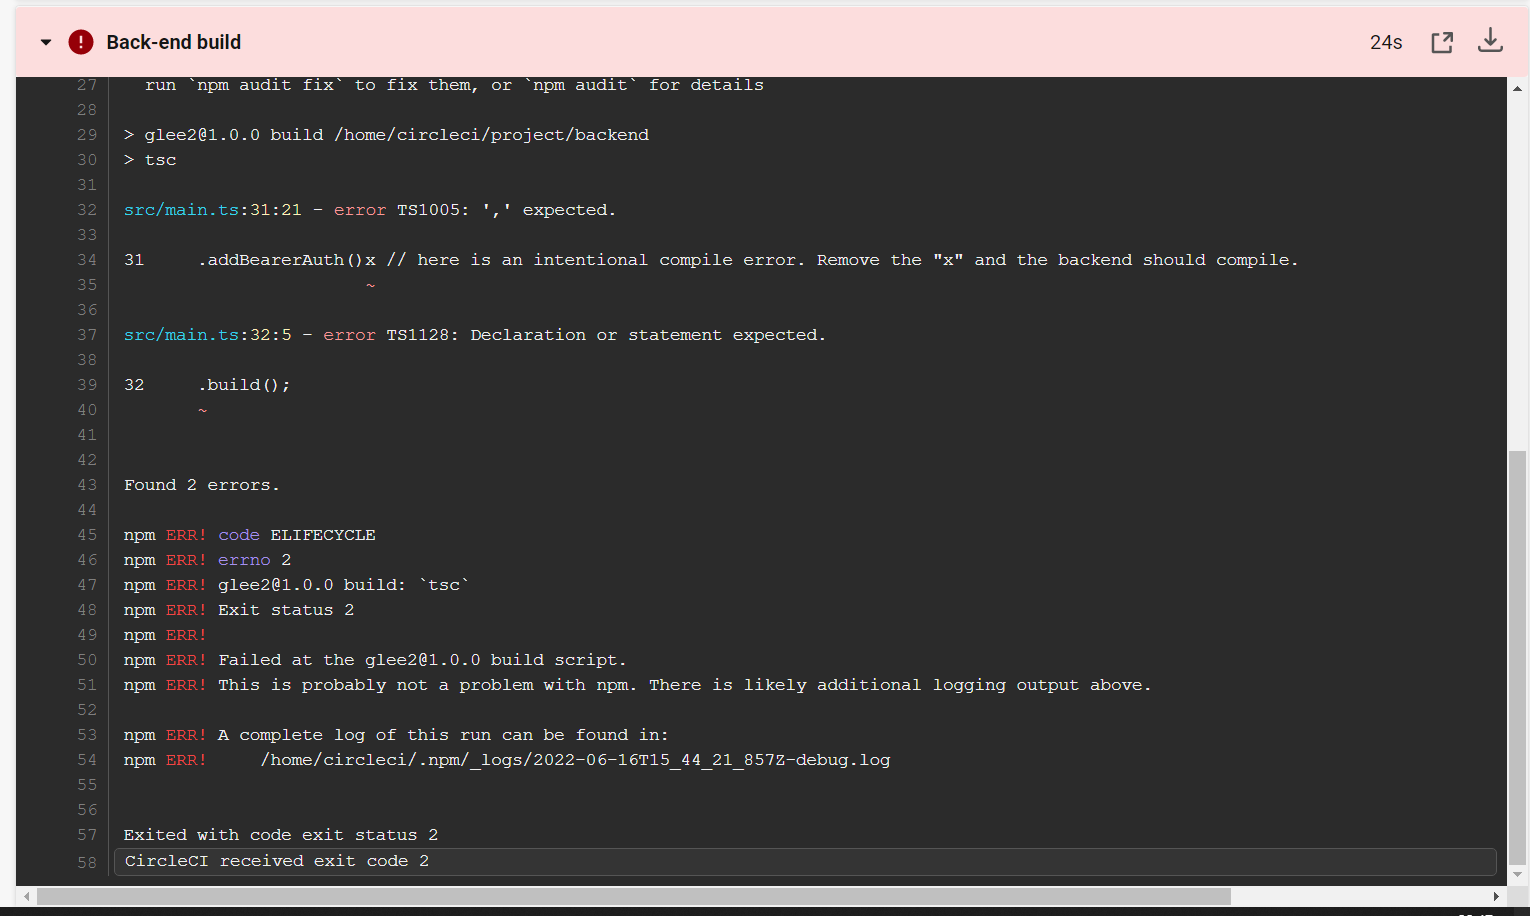 Back-end build 24s
27 run `npm audit fix` to fix them, or `npm audit` for details
28
29 > glee2@1.0.0 build /home/circleci/project/backend
30 > tsc
31
32 src/main.ts:31:21 - error TS1005: ',' expected.
33
34 31 .addBearerAuth()x // here is an intentional compile error. Remove the "x" and the backend should compile.
35 ~
36
37 src/main.ts:32:5 - error TS1128: Declaration or statement expected.
38
39 32 .build();
40 ~
41
42
43 Found 2 errors.
44
45 npm ERR! code ELIFECYCLE
46 npm ERR! errno 2
47 npm ERR! glee2@1.0.0 build: `tsc`
48 npm ERR! Exit status 2
49 npm ERR!
50 npm ERR! Failed at the glee2@1.0.0 build script.
51 npm ERR! This is probably not a problem with npm. There is likely additional logging output above.
52
53 npm ERR! A complete log of this run can be found in:
54 npm ERR! /home/circleci/.npm/_logs/2022-06-16T15_44_21_857Z-debug.log
55
56
57 Exited with code exit status 2
58 CircleCI received exit code 2